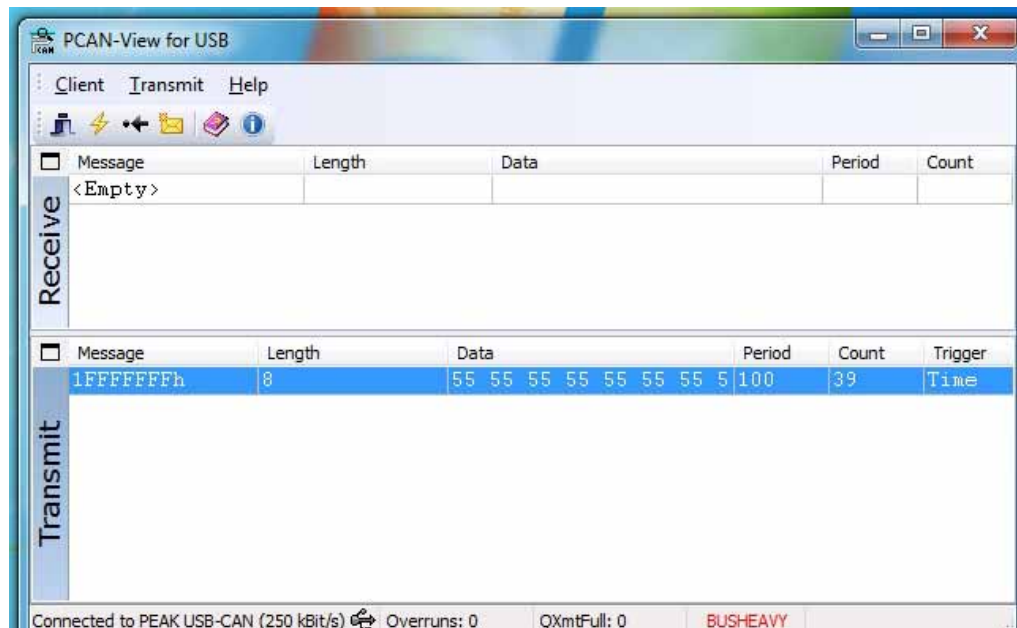 PCAN-View for USB
Client Transmit Help
Message Length Data Period Count
<Empty>
Receive
Message Length Data Period Count Trigger
1FFFFFFFh 8 55 55 55 55 55 55 55 5 100 39 Time
Transmit
Connected to PEAK USB-CAN (250 kBit/s) Overruns: 0 QXmtFull: 0 BUSHEAVY